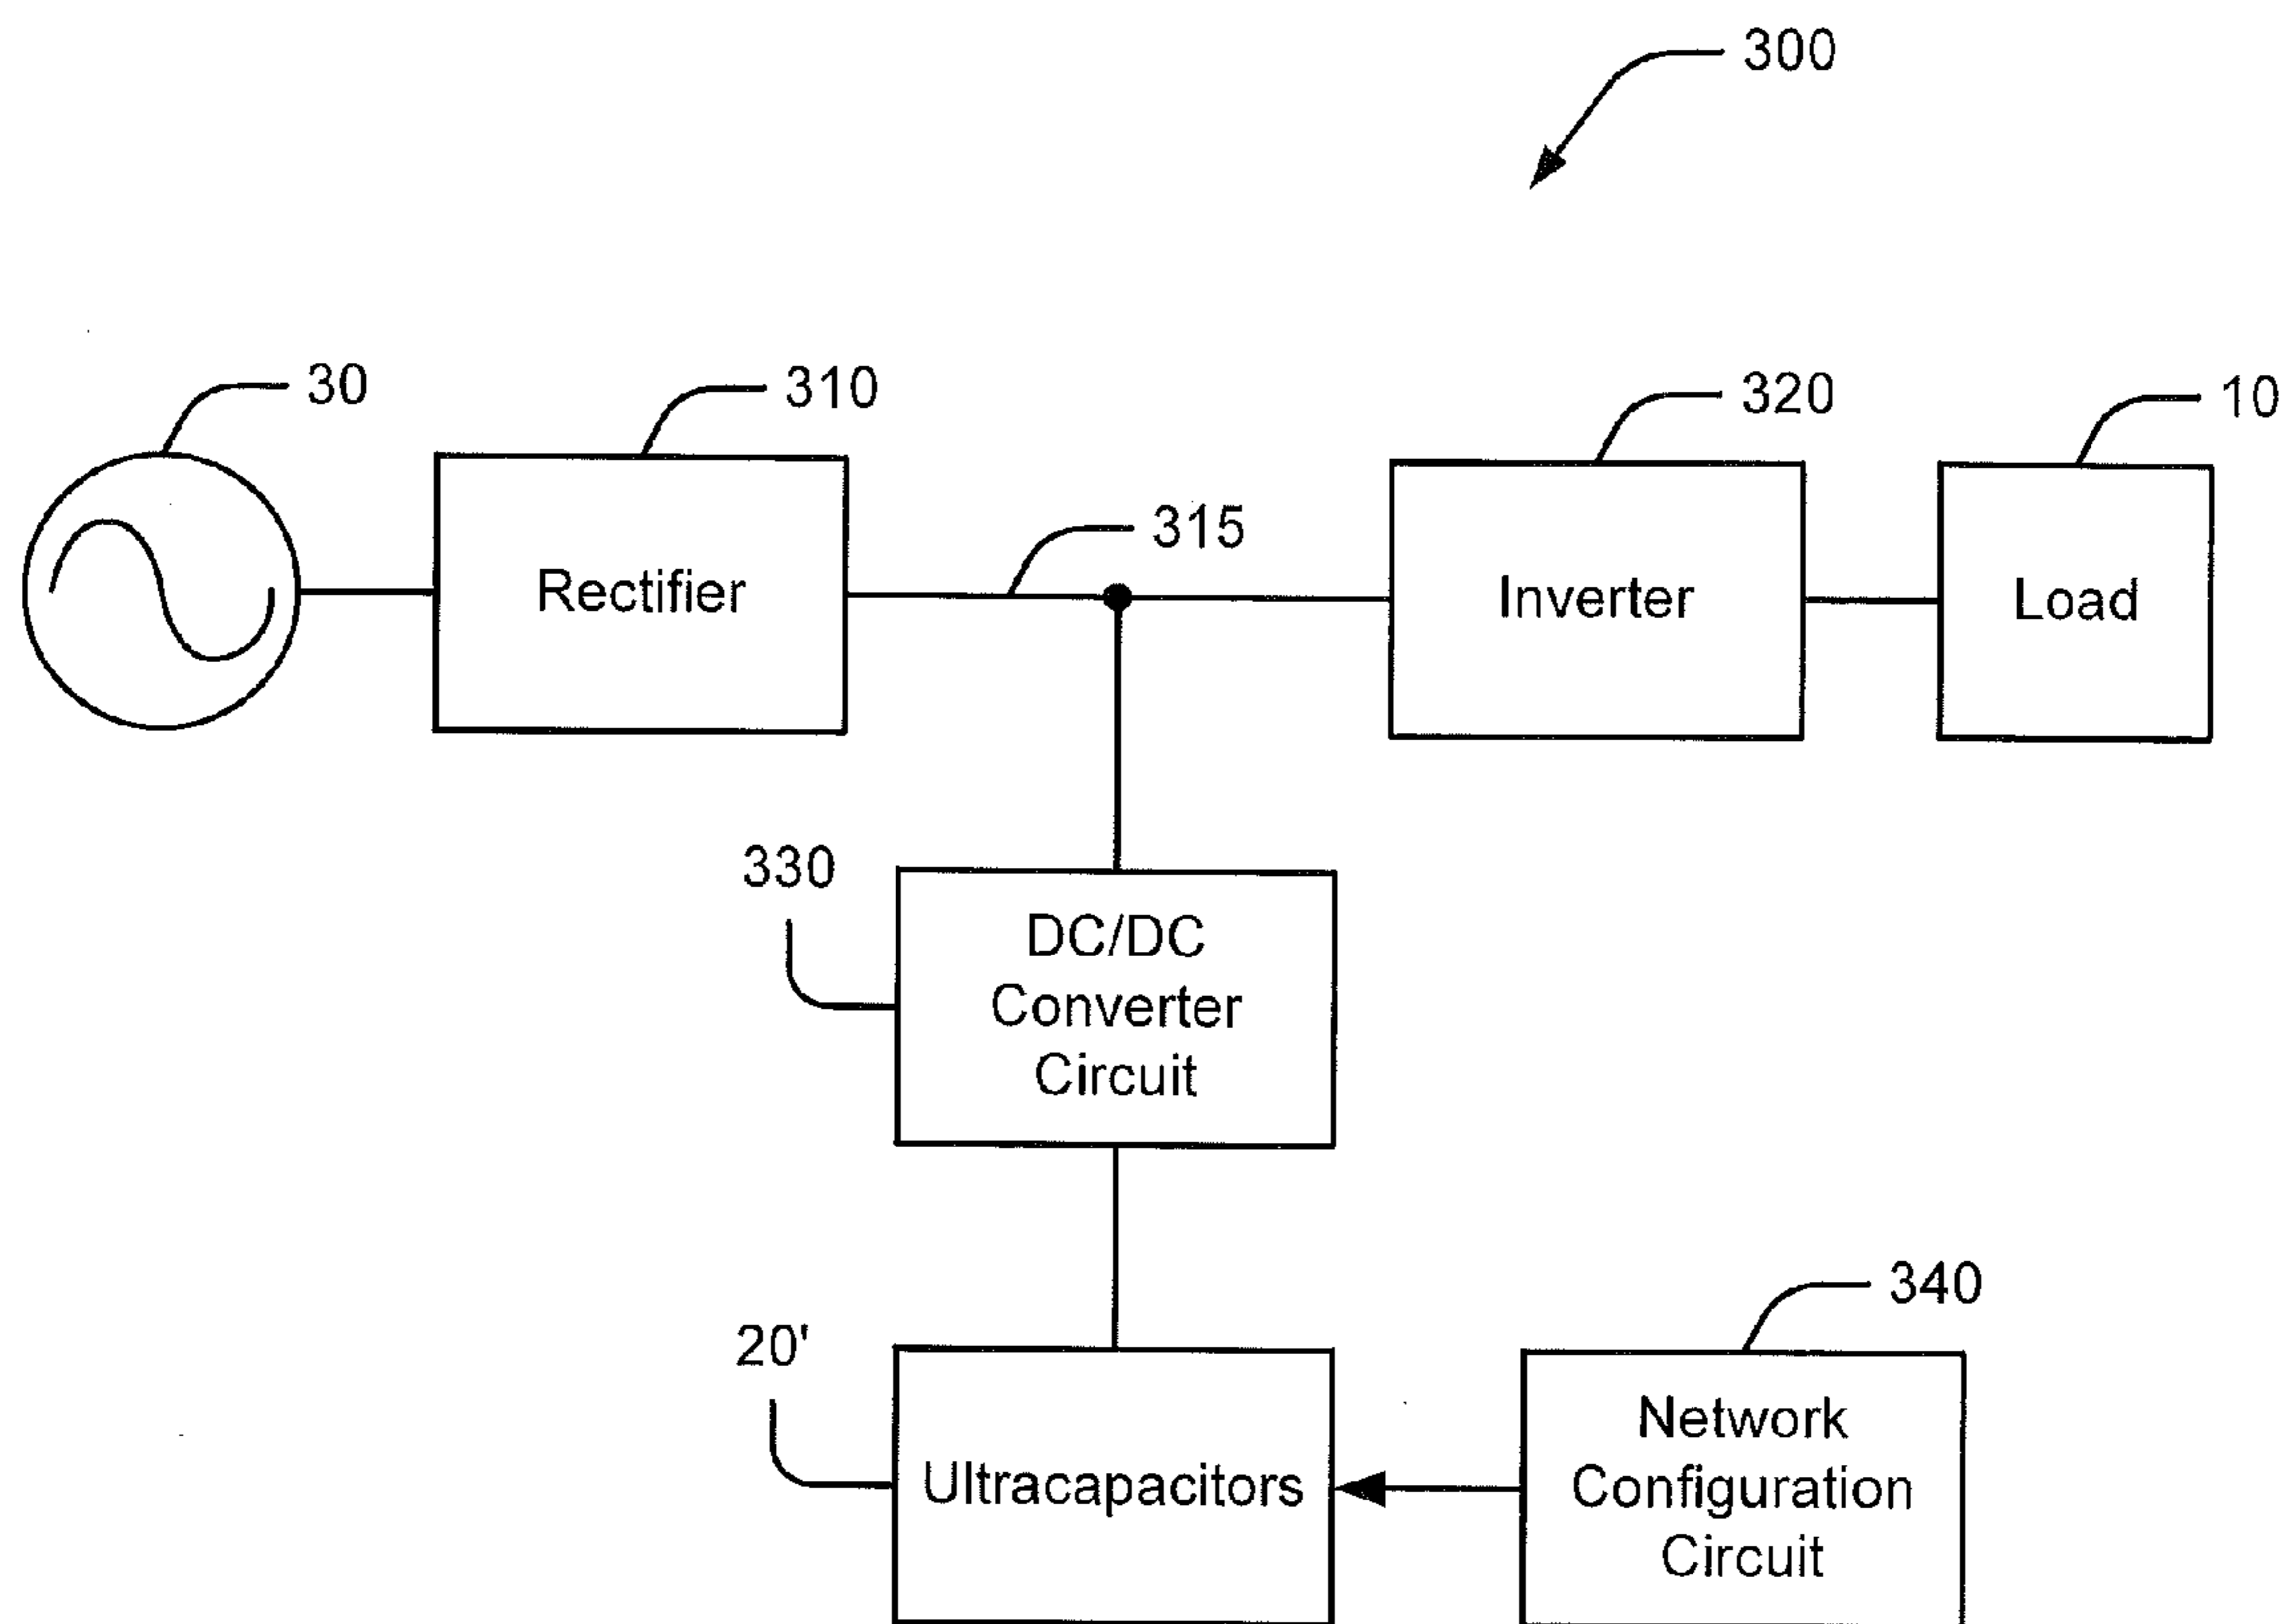 300
30
310
320
10
315
Rectifier
Inverter
Load
330
DC/DC
Converter
Circuit
340
20'
Ultracapacitors
Network
Configuration
Circuit